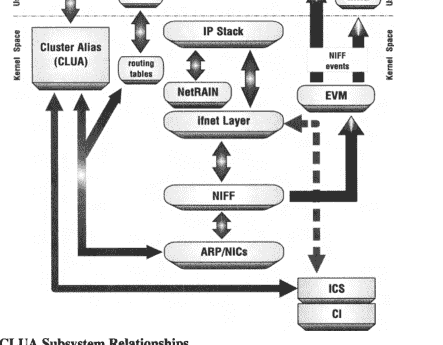 Kernel Space
Cluster Alias
(CLUA)
routing
tables
IP Stack
NetRAIN
ifnet Layer
NIFF
events
EVM
Kernel Space
NIFF
ARP/NICs
ICS
CI
CLUA Subsystem Relationships